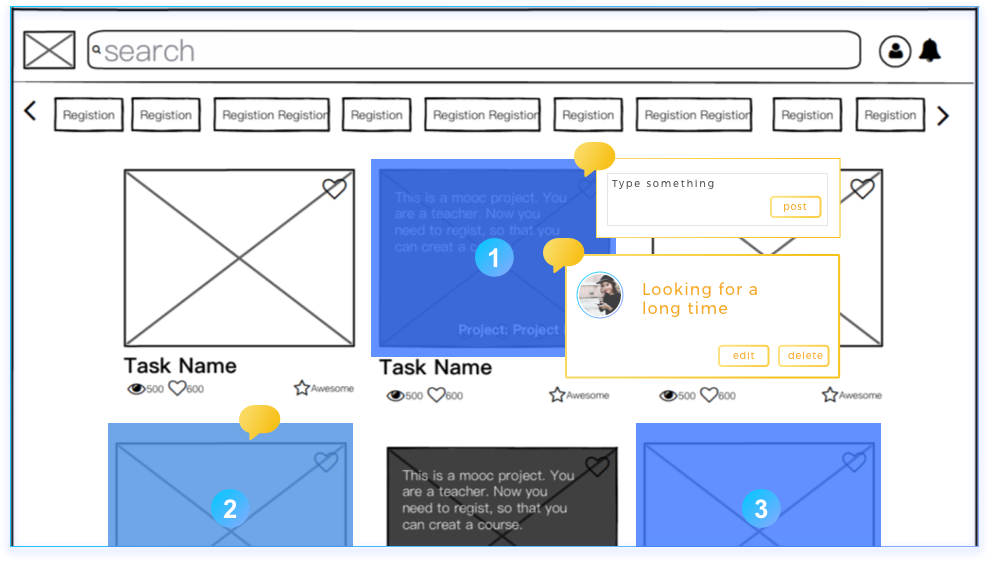 search
Registion
Registion
Registion Registion
Registion
Registion Registion
Registion
Registion Registion
Registion
Registion
This is a mooc project. You
are a teacher. Now you
need to regist, so that you
can creat a
1
Project: Project
Type something
post
Looking for a
long time
edit
delete
Task Name
500
600
Awesome
Task Name
500
600
Awesome
500
600
Awesome
2
This is a mooc project. You
are a teacher. Now you
need to regist, so that you
can creat a course.
3